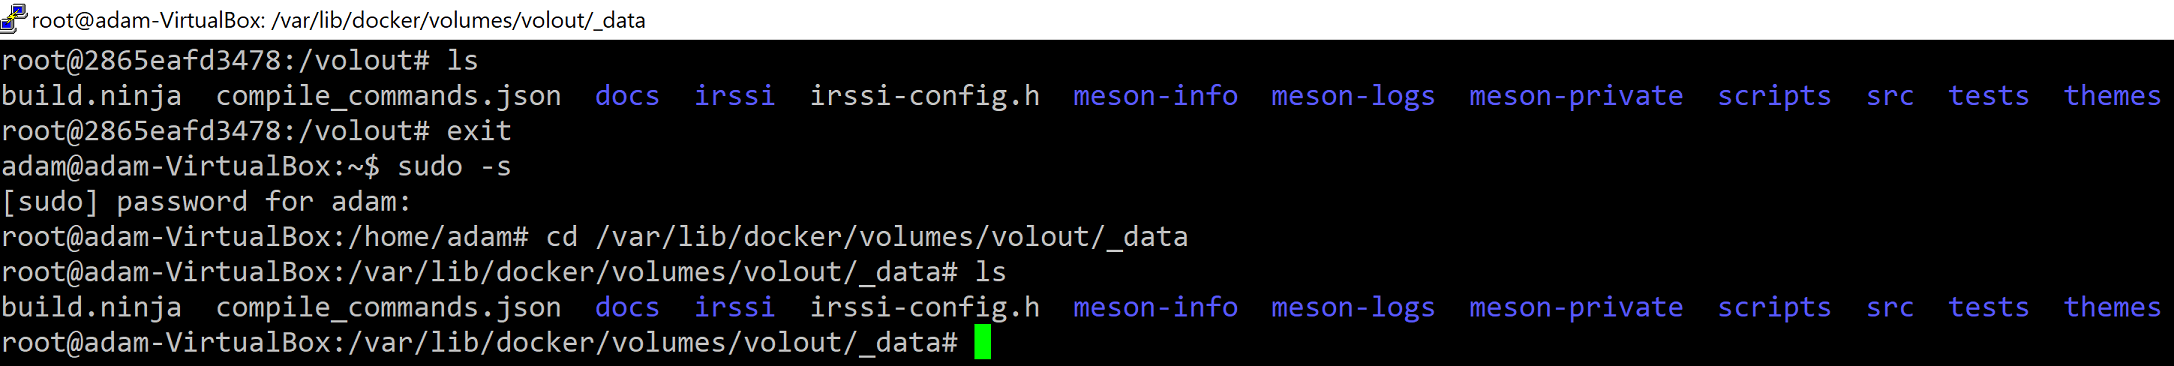 root@adam-VirtualBox: /var/lib/docker/volumes/volout/_data
root@2865eafd3478:/volout# ls
build.ninja  compile_commands.json  docs  irssi  irssi-config.h  meson-info  meson-logs  meson-private  scripts  src  tests  themes
root@2865eafd3478:/volout# exit
adam@adam-VirtualBox:~$ sudo -s
[sudo] password for adam:
root@adam-VirtualBox:/home/adam# cd /var/lib/docker/volumes/volout/_data
root@adam-VirtualBox:/var/lib/docker/volumes/volout/_data# ls
build.ninja  compile_commands.json  docs  irssi  irssi-config.h  meson-info  meson-logs  meson-private  scripts  src  tests  themes
root@adam-VirtualBox:/var/lib/docker/volumes/volout/_data#